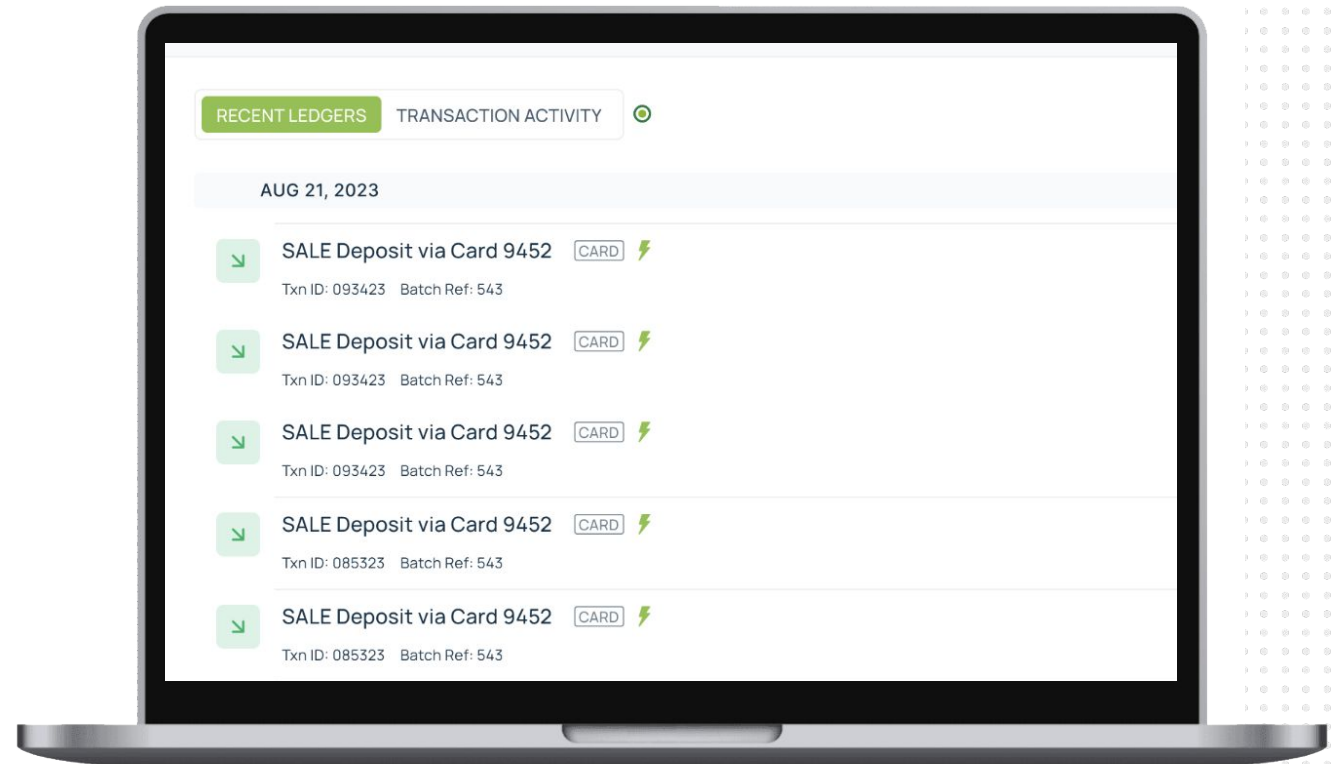 RECENT LEDGERS TRANSACTION ACTIVITY
AUG 21, 2023
SALE Deposit via Card 9452 CARD
Txn ID: 093423 Batch Ref: 543
SALE Deposit via Card 9452 CARD
Txn ID: 093423 Batch Ref: 543
SALE Deposit via Card 9452 CARD
Txn ID: 093423 Batch Ref: 543
SALE Deposit via Card 9452 CARD
Txn ID: 085323 Batch Ref: 543
SALE Deposit via Card 9452 CARD
Txn ID: 085323 Batch Ref: 543